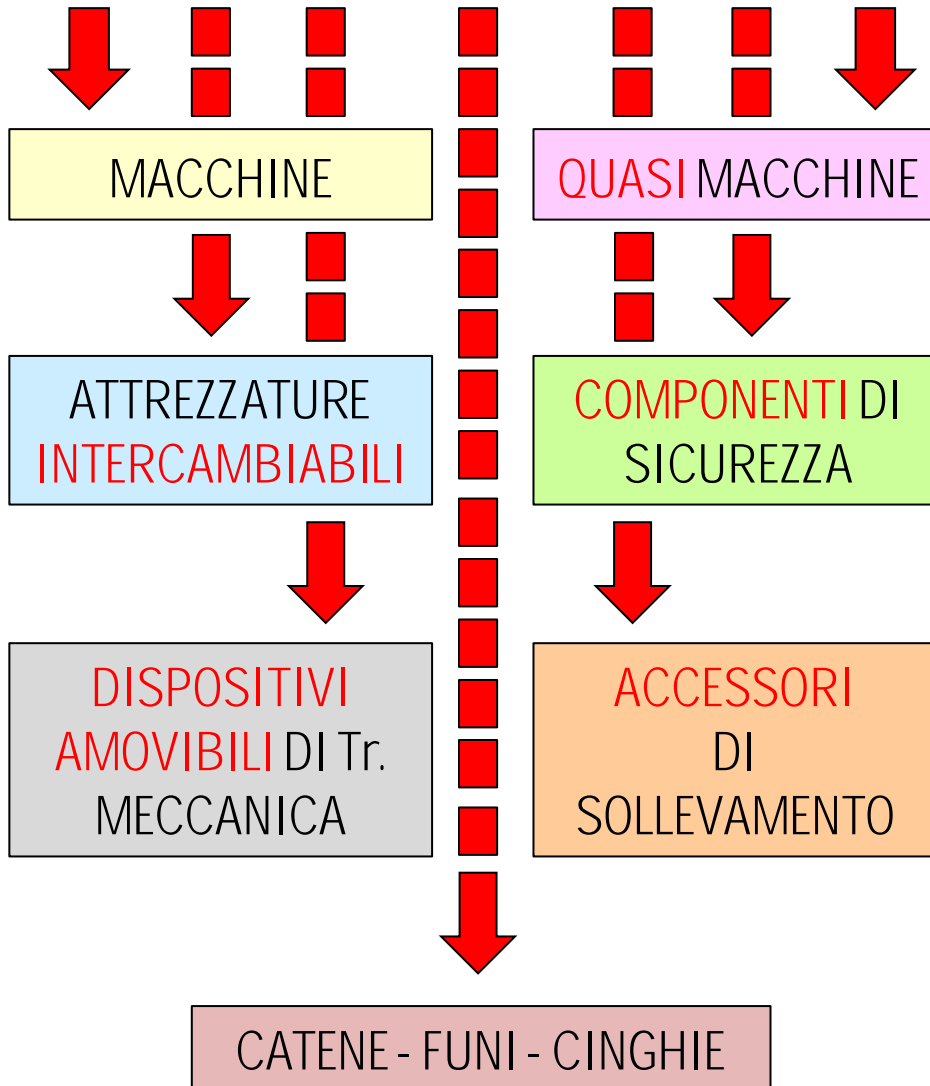 MACCHINE
QUASI MACCHINE
ATTREZZATURE
INTERCAMBIABILI
COMPONENTI DI
SICUREZZA
DISPOSITIVI
AMOVIBILI DI Tr.
MECCANICA
ACCESSORI
DI
SOLLEVAMENTO
CATENE - FUNI - CINGHIE